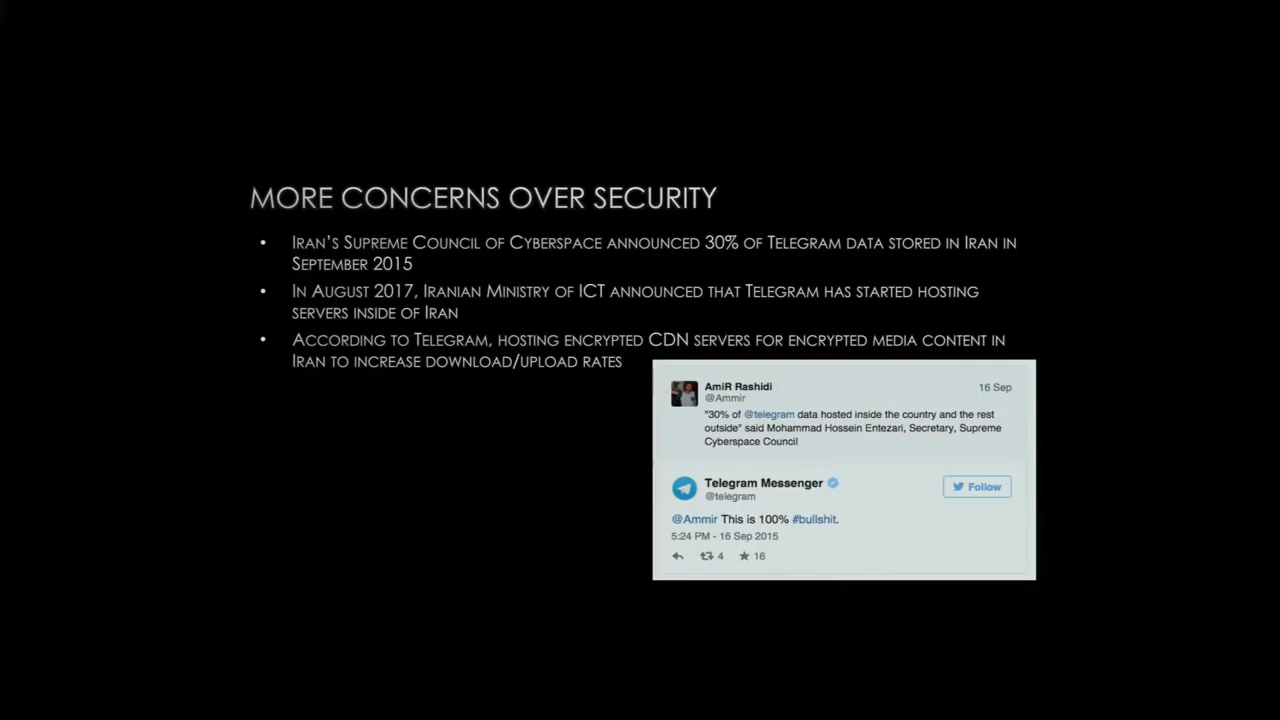 MORE CONCERNS OVER SECURITY
• IRAN'S SUPREME COUNCIL OF CYBERSPACE ANNOUNCED 30% OF TELEGRAM DATA STORED IN IRAN IN
SEPTEMBER 2015
• IN AUGUST 2017, IRANIAN MINISTRY OF ICT ANNOUNCED THAT TELEGRAM HAS STARTED HOSTING
SERVERS INSIDE OF IRAN
• ACCORDING TO TELEGRAM, HOSTING ENCRYPTED CDN SERVERS FOR ENCRYPTED MEDIA CONTENT IN
IRAN TO INCREASE DOWNLOAD/UPLOAD RATES
AmiR Rashidi 16 Sep
@Ammir
"30% of @telegram data hosted inside the country and the rest
outside" said Mohammad Hossein Entezari, Secretary, Supreme
Cyberspace Council
Telegram Messenger
@telegram
Follow
@Ammir This is 100% #bullshit.
5:24 PM - 16 Sep 2015
4 16